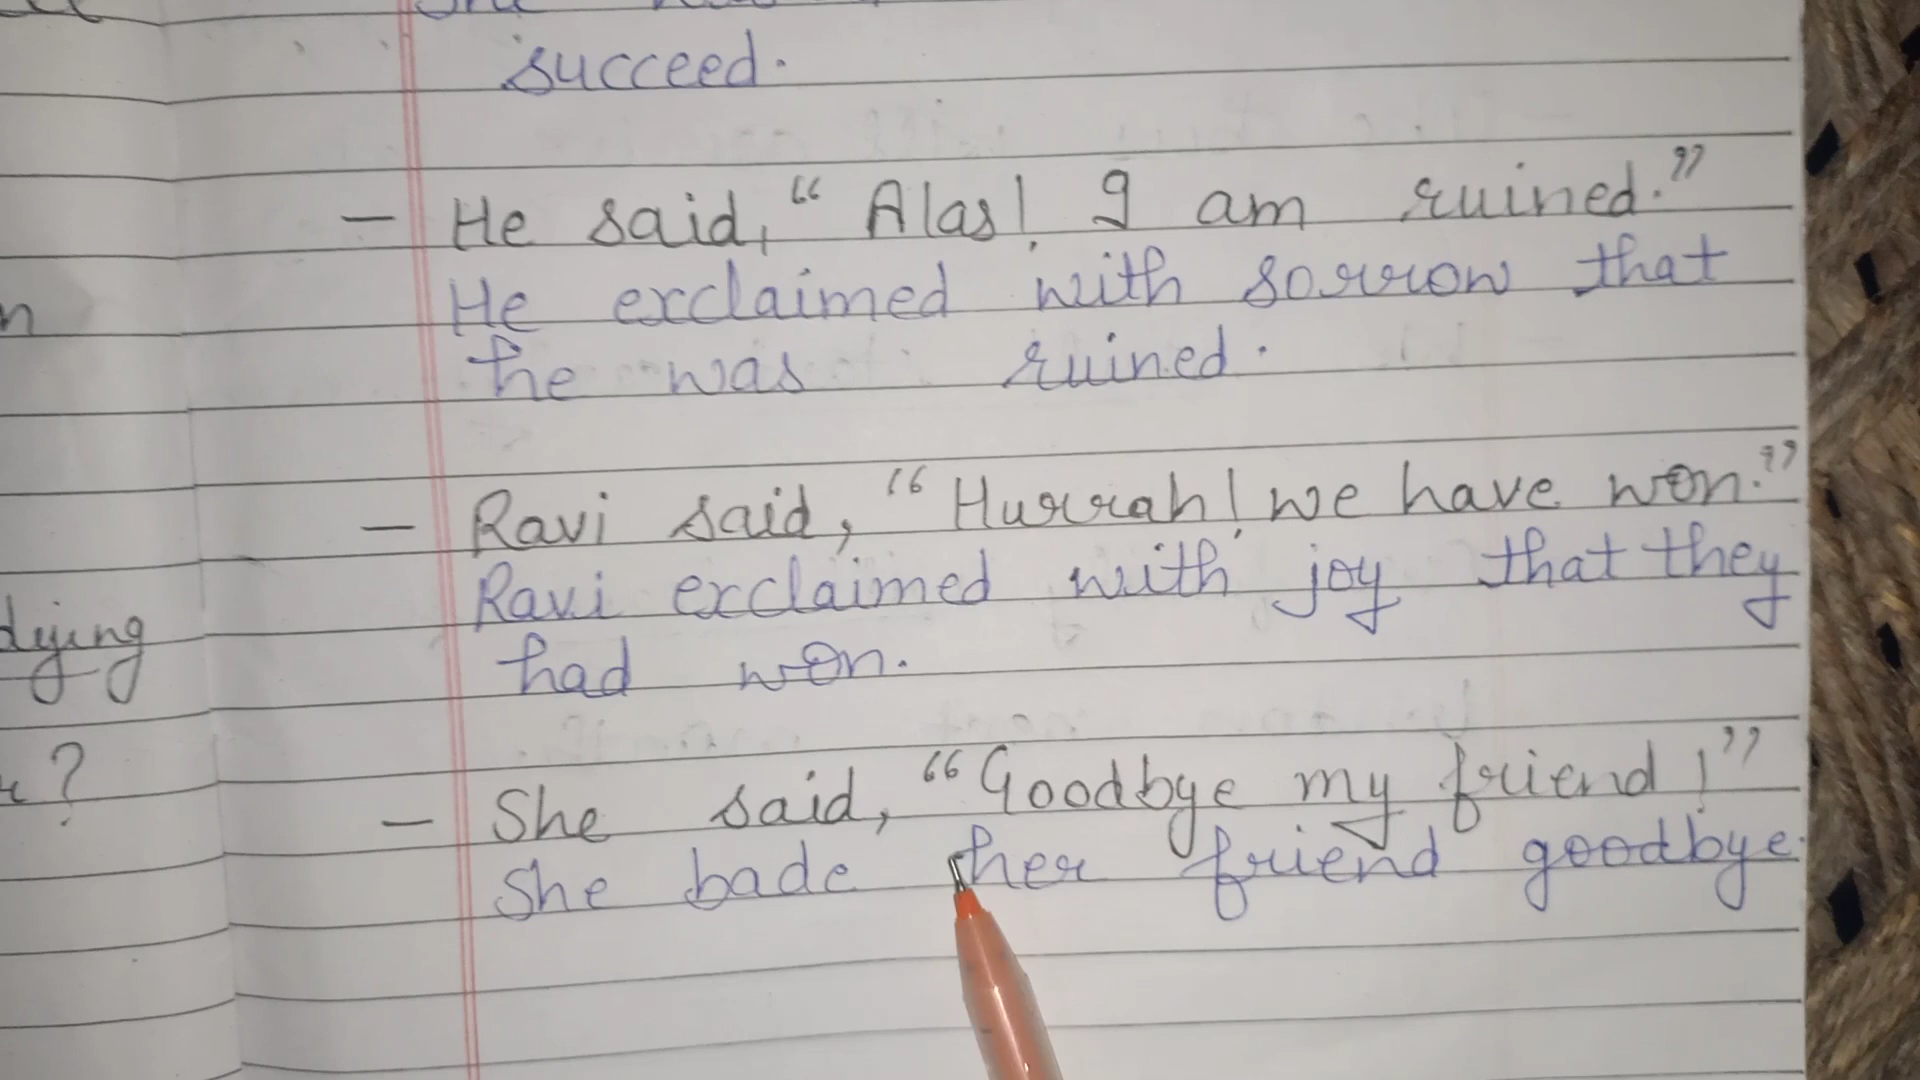 succeed.
- He said, "Alas! I am ruined."
He exclaimed with sorrow that
he was ruined.
- Ravi said, "Hurrah! we have won."
Ravi exclaimed with joy that they
had won.
dying
?
- She said, "Goodbye my friend!"
She bade her friend goodbye.